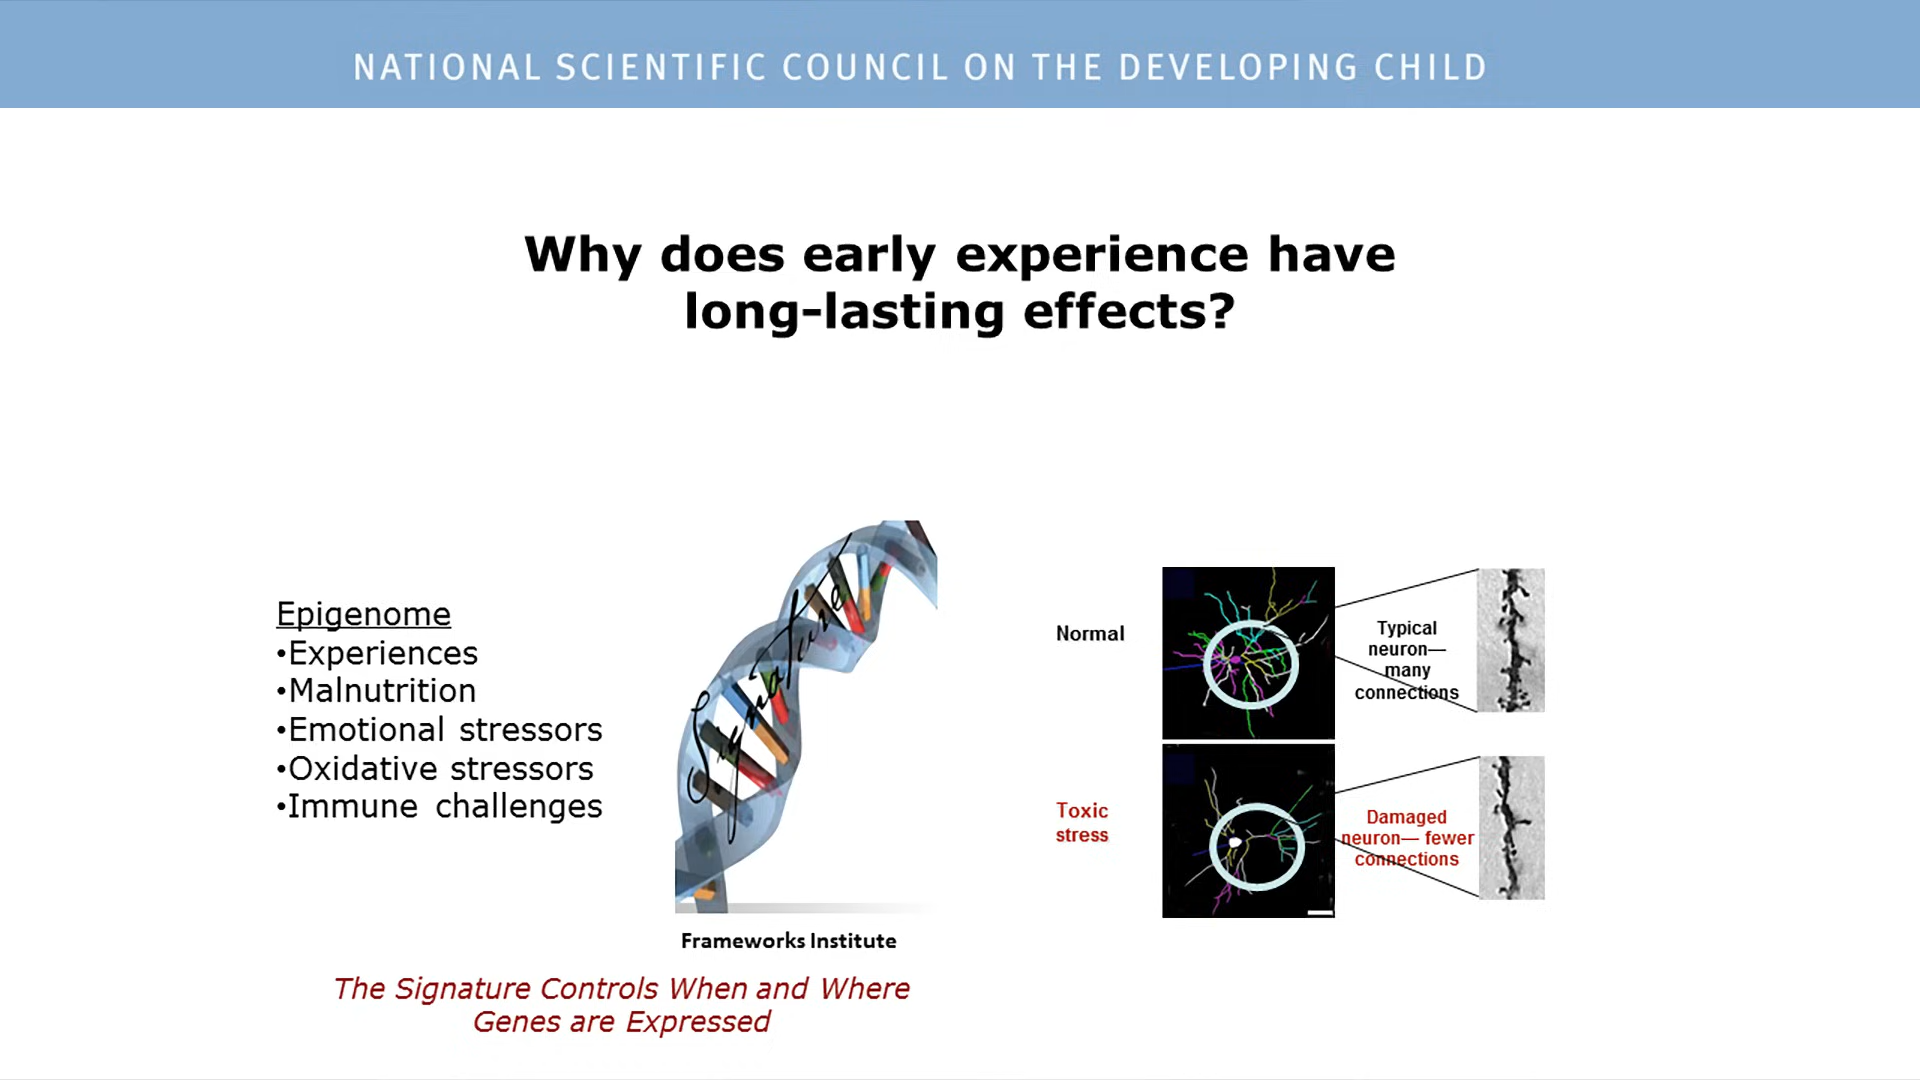 NATIONAL SCIENTIFIC COUNCIL ON THE DEVELOPING CHILD
Why does early experience have
long-lasting effects?
Epigenome
•Experiences
•Malnutrition
•Emotional stressors
•Oxidative stressors
•Immune challenges
Signature
Frameworks Institute
The Signature Controls When and Where
Genes are Expressed
Normal
Typical
neuron—
many
connections
Toxic
stress
Damaged
neuron— fewer
connections